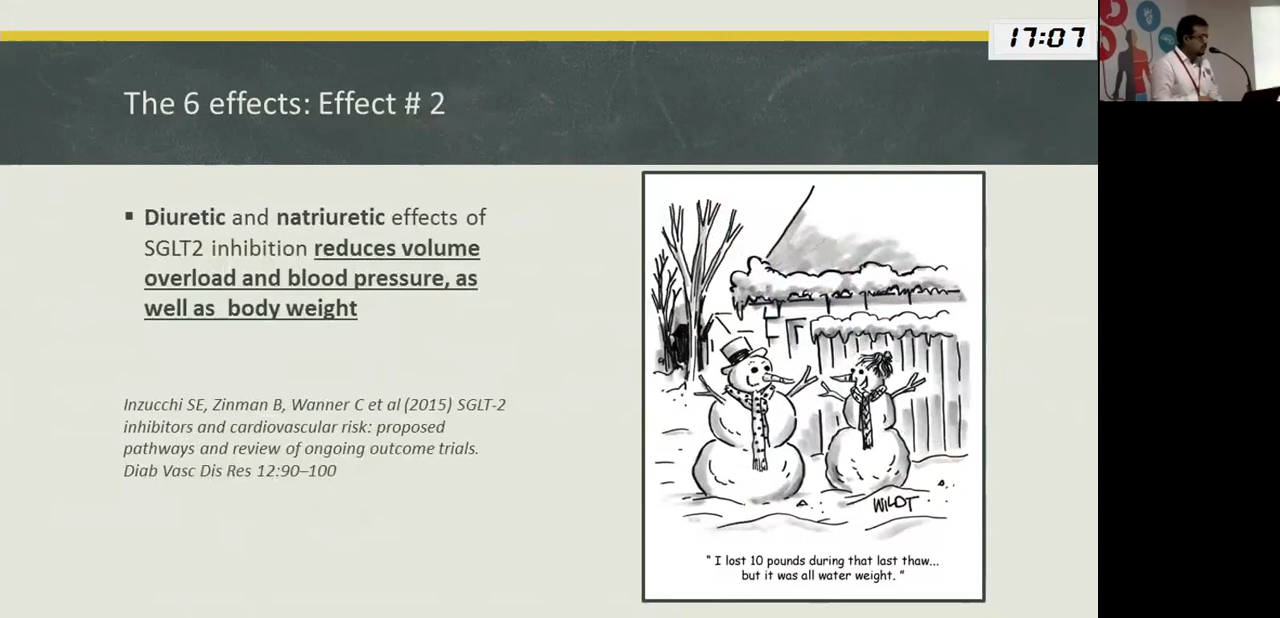 17:07
The 6 effects: Effect # 2
▪ Diuretic and natriuretic effects of
SGLT2 inhibition reduces volume
overload and blood pressure, as
well as  body weight
Inzucchi SE, Zinman B, Wanner C et al (2015) SGLT-2
inhibitors and cardiovascular risk: proposed
pathways and review of ongoing outcome trials.
Diab Vasc Dis Res 12:90–100
WILDT
" I lost 10 pounds during that last thaw...
but it was all water weight. "